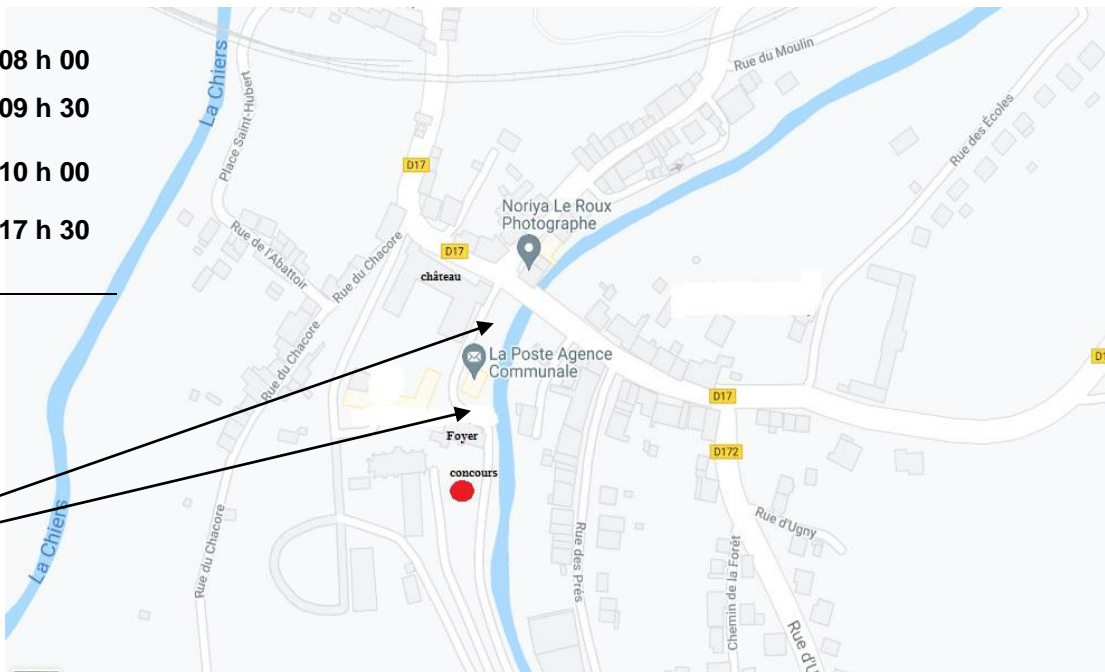 08 h 00
09 h 30
10 h 00
17 h 30
La Chiers
Place Saint-Hubert
Rue du Moulin
Rue des Écoles
D17
Noriya Le Roux
Photographe
Rue de l'Abattoir
Rue du Chacore
D17
château
Rue du Chacore
La Poste Agence
Communale
Rue du Chacore
D17
Foyer
D172
concours
La Chiers
Rue du Chacore
Rue des Prés
Rue d'Ugny
Chemin de la Forêt